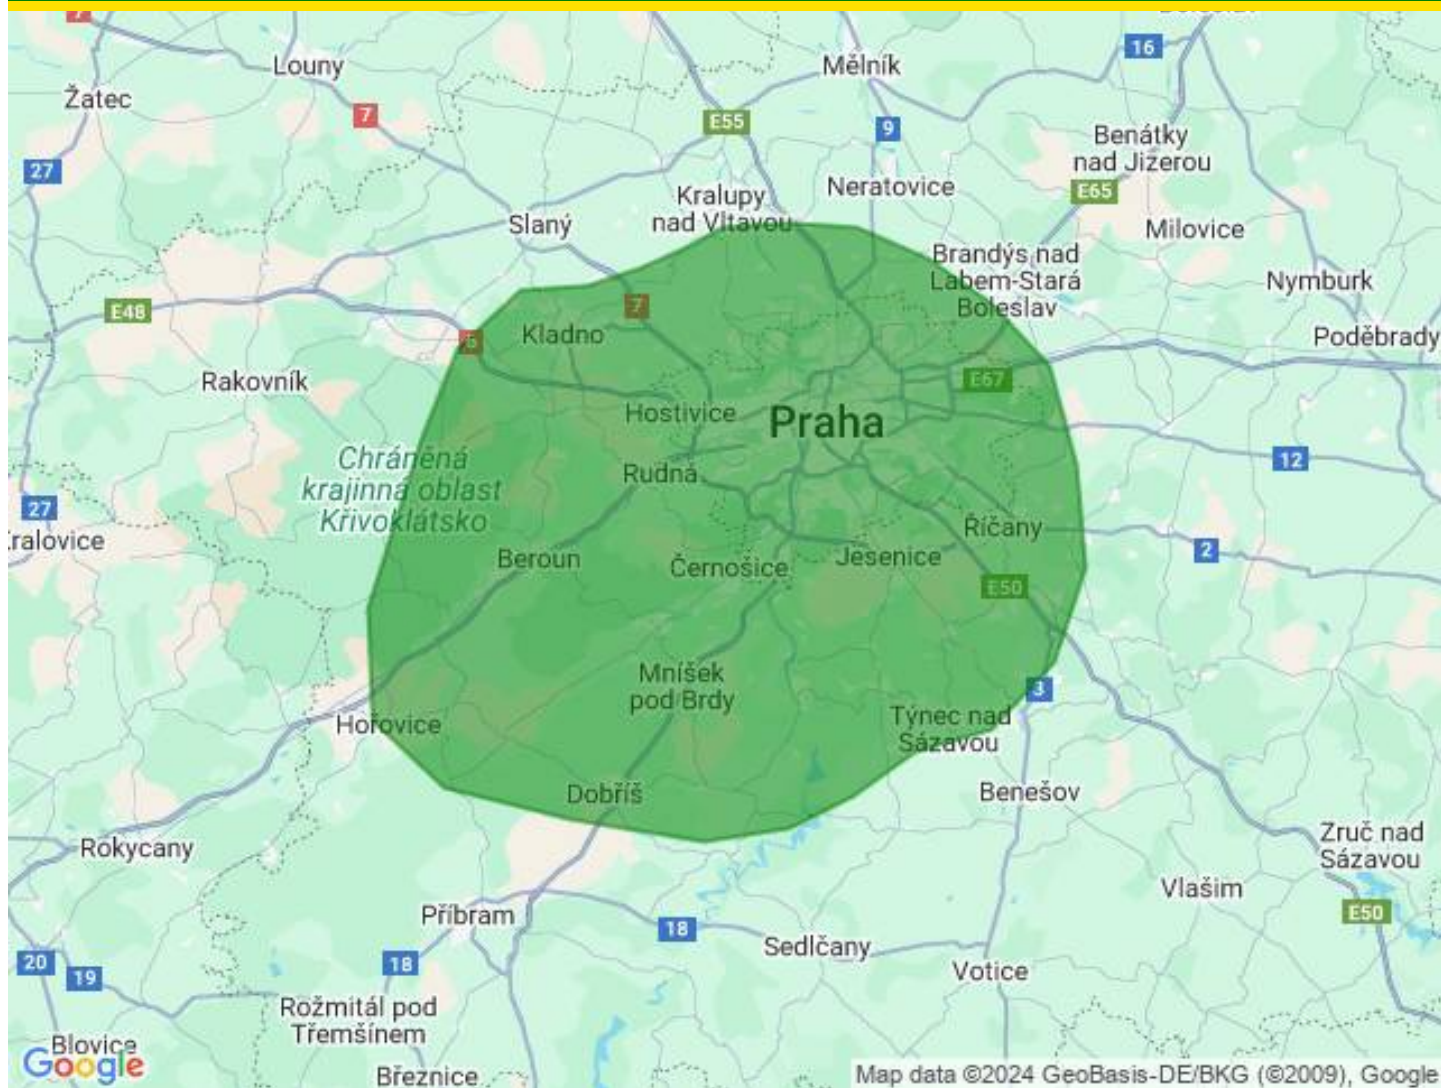 7
Louny
Mělník
16
Žatec
7
E55
9
Benátky
nad Jizerou
27
Kralupy
nad Vltavou
Neratovice
E65
Slaný
Milovice
Brandýs nad
Labem-Stará
Boleslav
Nymburk
E48
7
Kladno
6
Poděbrady
Rakovník
E67
Hostivice
Praha
Chráněná
krajinná oblast
Křivoklátsko
Rudná
12
27
ralovice
Říčany
Beroun
Černošice
Jesenice
2
E50
Mníšek
pod Brdy
3
Hořovice
Týnec nad
Sázavou
Dobříš
Benešov
Rokycany
Zruč nad
Sázavou
Vlašim
Příbram
18
E50
Sedlčany
20
19
18
Votice
Rožmitál pod
Třemšínem
Blovice
Google
Březnice
Map data ©2024 GeoBasis-DE/BKG (©2009), Google